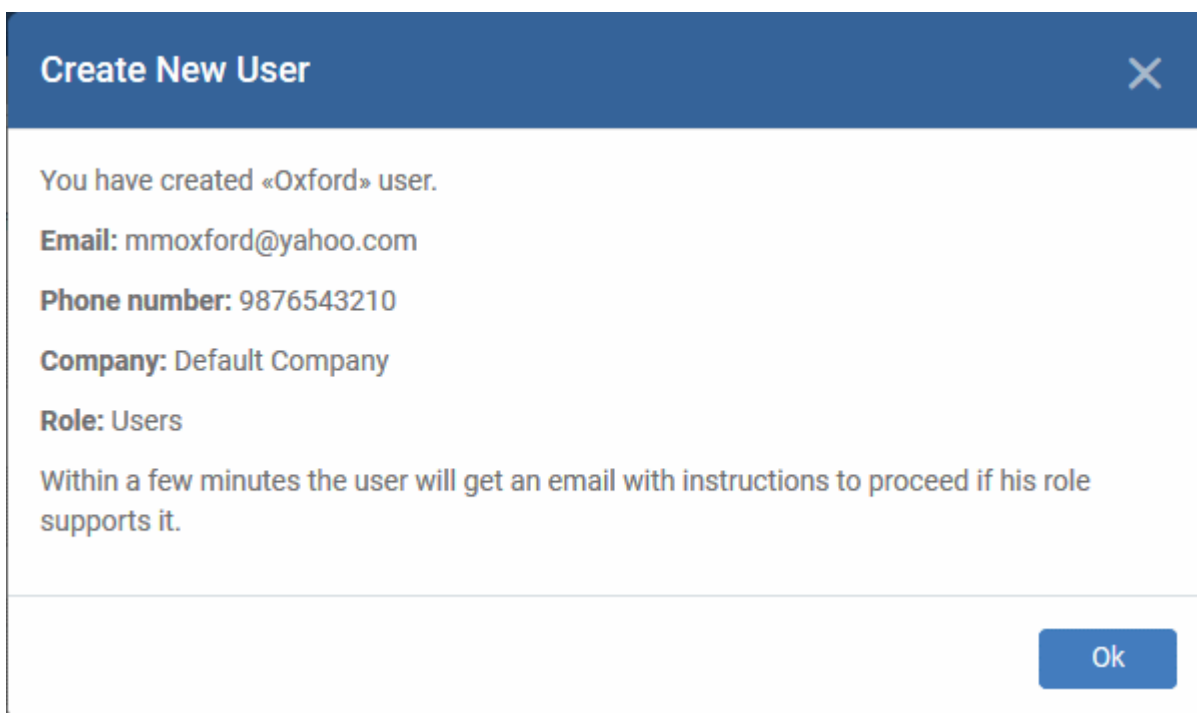 Create New User
You have created «Oxford» user.
Email: mmoxford@yahoo.com
Phone number: 9876543210
Company: Default Company
Role: Users
Within a few minutes the user will get an email with instructions to proceed if his role
supports it.
Ok